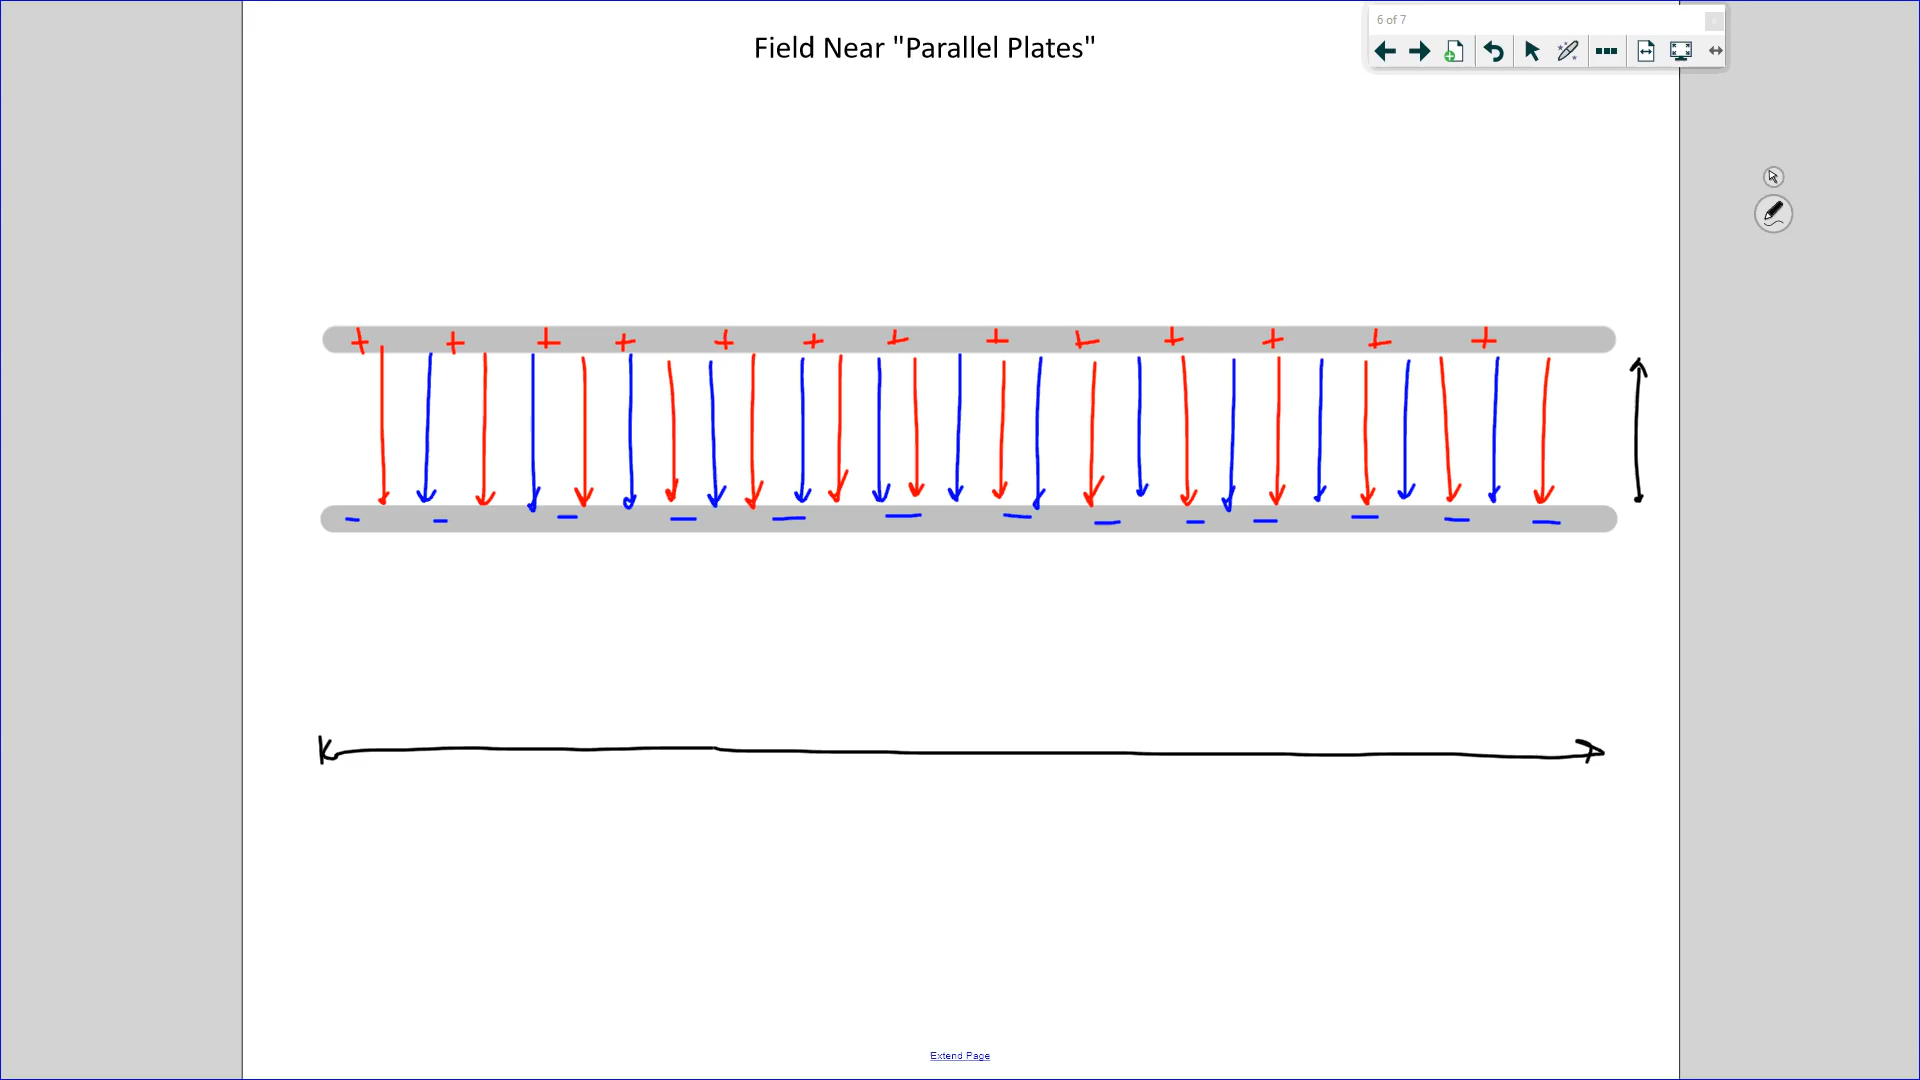 6 of 7
Field Near "Parallel Plates"
+ + + + + + + + + + + + +
- - - - - - - - - - - - -
Extend Page